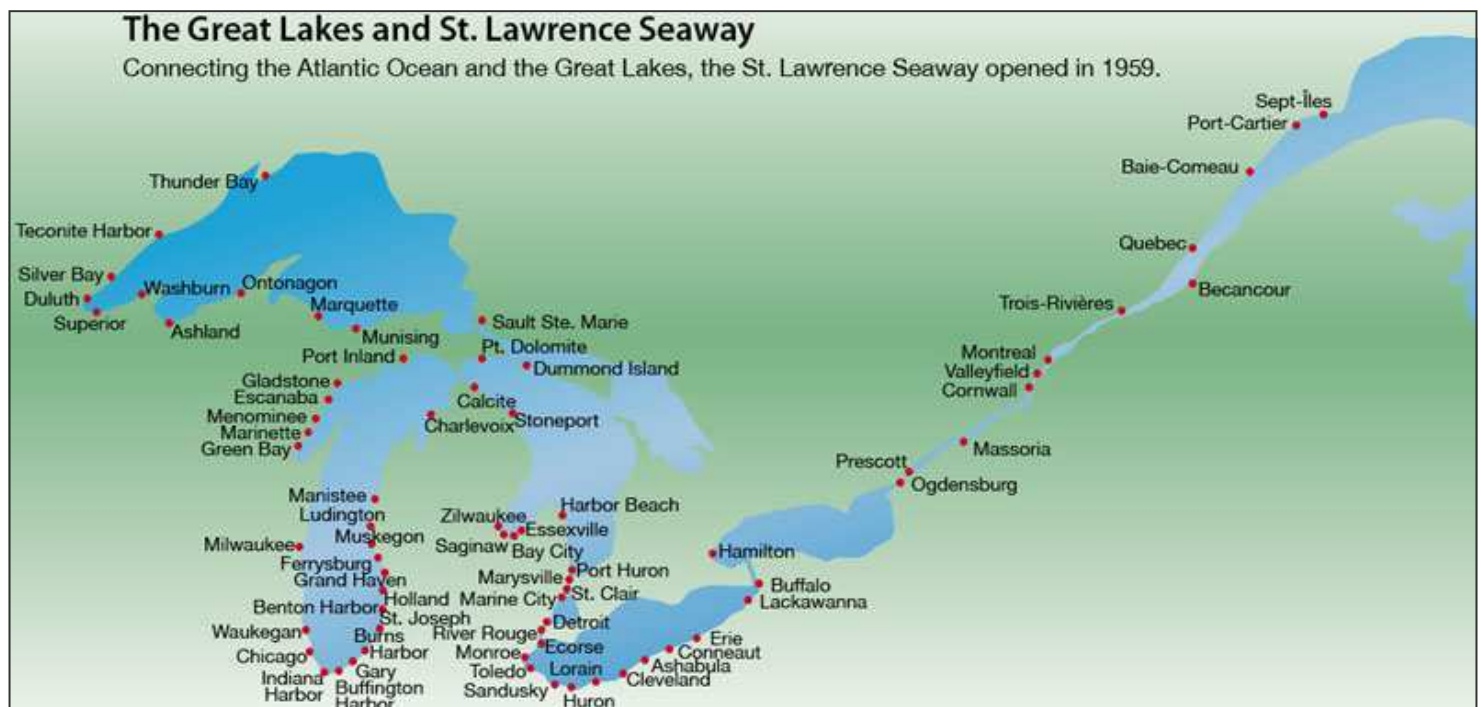 The Great Lakes and St. Lawrence Seaway
Connecting the Atlantic Ocean and the Great Lakes, the St. Lawrence Seaway opened in 1959.
Sept-Îles
Port-Cartier
Baie-Comeau
Thunder Bay
Teconite Harbor
Quebec
Silver Bay
Washburn
Ontonagon
Duluth
Becancour
Marquette
Trois-Rivières
Superior
Ashland
Sault Ste. Marie
Munising
Pt. Dolomite
Port Inland
Montreal
Dummond Island
Valleyfield
Gladstone
Cornwall
Escanaba
Calcite
Menominee
Charlevoix
Stoneport
Marinette
Green Bay
Massoria
Prescott
Ogdensburg
Manistee
Harbor Beach
Ludington
Zilwaukee
Essexville
Muskegon
Milwaukee
Saginaw
Bay City
Hamilton
Ferrysburg
Port Huron
Grand Haven
Marysville
Buffalo
Holland
Marine City
St. Clair
Lackawanna
Benton Harbor
St. Joseph
Detroit
Waukegan
Burns
Harbor
River Rouge
Erie
Ecorse
Conneaut
Chicago
Monroe
Ashabula
Gary
Toledo
Lorain
Cleveland
Indiana
Harbor
Buffington
Harbor
Sandusky
Huron